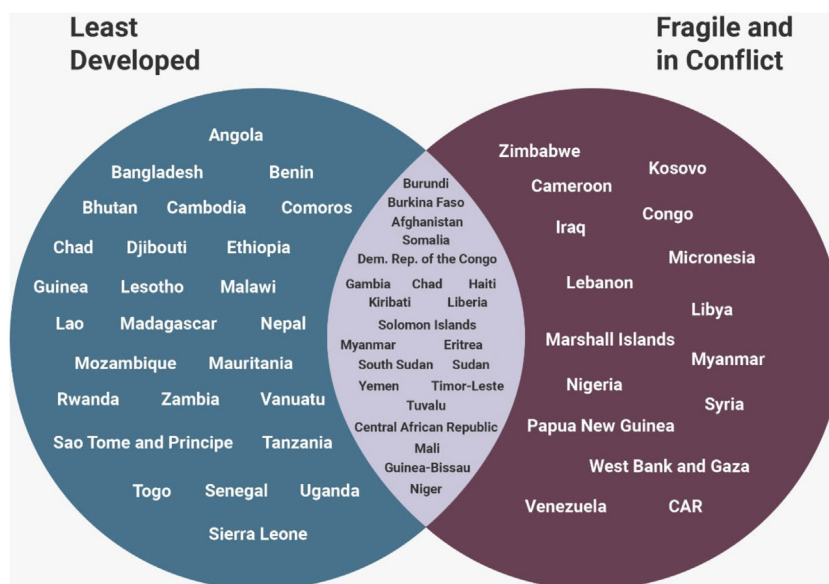 Least
Developed
Fragile and
in Conflict
Angola
Bangladesh Benin
Bhutan Cambodia Comoros
Chad Djibouti Ethiopia
Guinea Lesotho Malawi
Lao Madagascar Nepal
Mozambique Mauritania
Rwanda Zambia Vanuatu
Sao Tome and Principe Tanzania
Togo Senegal Uganda
Sierra Leone
Burundi
Burkina Faso
Afghanistan
Somalia
Dem. Rep. of the Congo
Gambia Chad Haiti
Kiribati Liberia
Solomon Islands
Myanmar Eritrea
South Sudan Sudan
Yemen Timor-Leste
Tuvalu
Central African Republic
Mali
Guinea-Bissau
Niger
Zimbabwe
Kosovo
Cameroon
Congo
Iraq
Micronesia
Lebanon
Libya
Marshall Islands
Myanmar
Nigeria
Syria
Papua New Guinea
West Bank and Gaza
Venezuela CAR